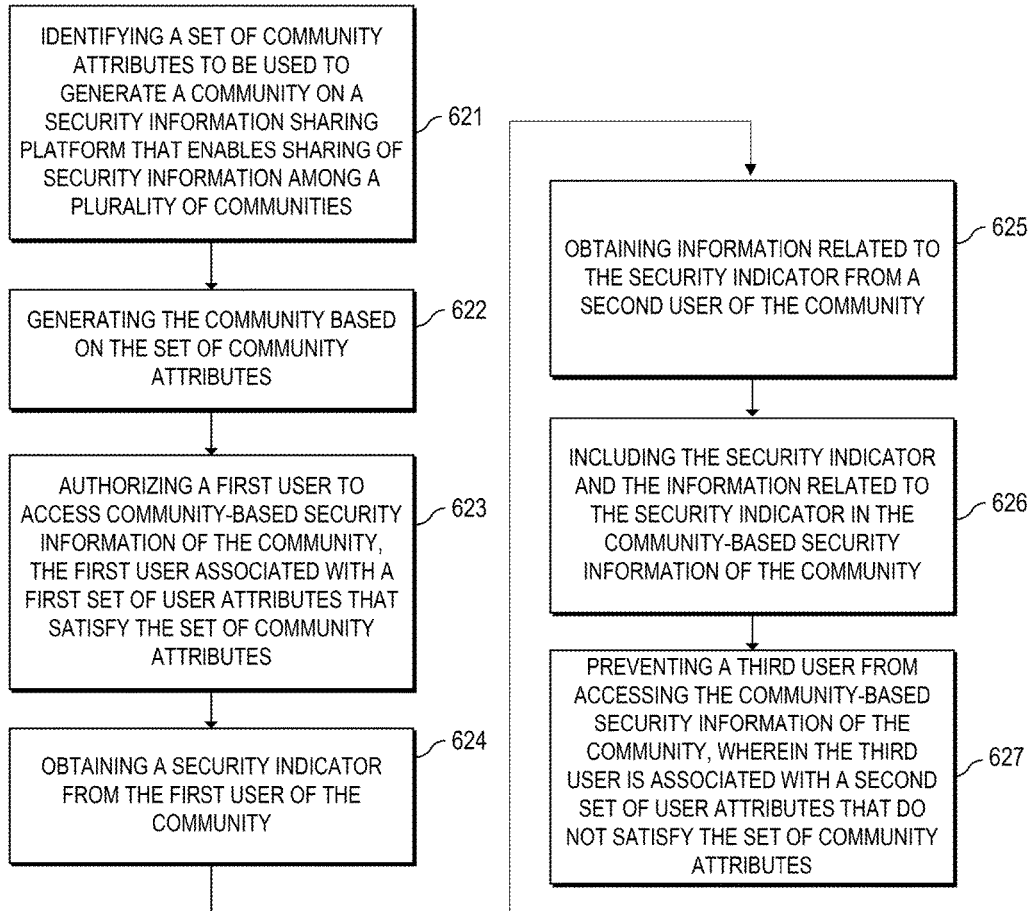 IDENTIFYING A SET OF COMMUNITY
ATTRIBUTES TO BE USED TO
GENERATE A COMMUNITY ON A
SECURITY INFORMATION SHARING
PLATFORM THAT ENABLES SHARING OF
SECURITY INFORMATION AMONG A
PLURALITY OF COMMUNITIES
621
GENERATING THE COMMUNITY BASED
ON THE SET OF COMMUNITY
ATTRIBUTES
622
AUTHORIZING A FIRST USER TO
ACCESS COMMUNITY-BASED SECURITY
INFORMATION OF THE COMMUNITY,
THE FIRST USER ASSOCIATED WITH A
FIRST SET OF USER ATTRIBUTES THAT
SATISFY THE SET OF COMMUNITY
ATTRIBUTES
623
OBTAINING A SECURITY INDICATOR
FROM THE FIRST USER OF THE
COMMUNITY
624
OBTAINING INFORMATION RELATED TO
THE SECURITY INDICATOR FROM A
SECOND USER OF THE COMMUNITY
625
INCLUDING THE SECURITY INDICATOR
AND THE INFORMATION RELATED TO
THE SECURITY INDICATOR IN THE
COMMUNITY-BASED SECURITY
INFORMATION OF THE COMMUNITY
626
PREVENTING A THIRD USER FROM
ACCESSING THE COMMUNITY-BASED
SECURITY INFORMATION OF THE
COMMUNITY, WHEREIN THE THIRD
USER IS ASSOCIATED WITH A SECOND
SET OF USER ATTRIBUTES THAT DO
NOT SATISFY THE SET OF COMMUNITY
ATTRIBUTES
627